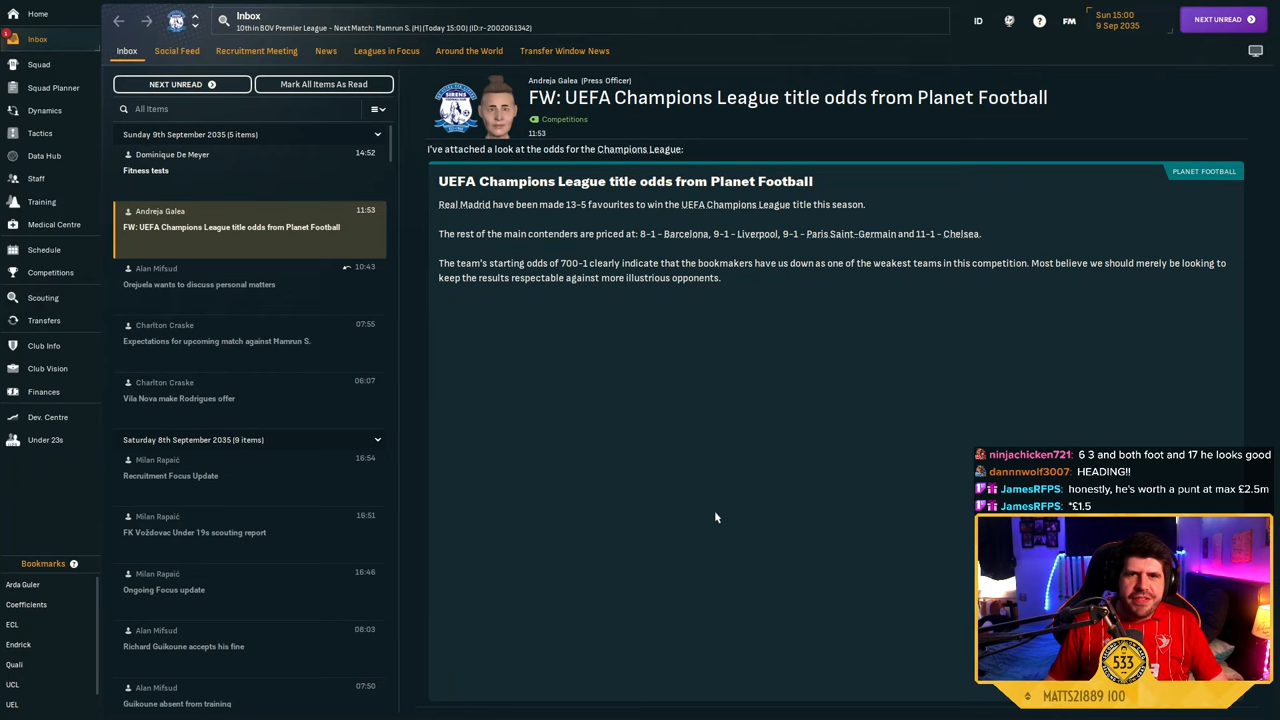 Home
Inbox
10th in BOV Premier League - Next Match: Hamrun S. (H) (Today 15:00) (ID:r-2002061342)
ID
FM
Sun 15:00
9 Sep 2035
NEXT UNREAD
1
Inbox
Squad
Squad Planner
Dynamics
Tactics
Data Hub
Staff
Training
Medical Centre
Schedule
Competitions
Scouting
Transfers
Club Info
Club Vision
Finances
Dev. Centre
Under 23s
Bookmarks
Arda Guler
Coefficients
ECL
Endrick
Quali
UCL
UEL
Inbox
Social Feed
Recruitment Meeting
News
Leagues in Focus
Around the World
Transfer Window News
NEXT UNREAD
Mark All Items As Read
All Items
Sunday 9th September 2035 (5 items)
Dominique De Meyer
14:52
Fitness tests
Andreja Galea
11:53
FW: UEFA Champions League title odds from Planet Football
Alan Mifsud
10:43
Orejuela wants to discuss personal matters
Charlton Craske
07:55
Expectations for upcoming match against Hamrun S.
Charlton Craske
06:07
Vila Nova make Rodrigues offer
Saturday 8th September 2035 (9 items)
Milan Rapaić
16:54
Recruitment Focus Update
Milan Rapaić
16:51
FK Voždovac Under 19s scouting report
Milan Rapaić
16:46
Ongoing Focus update
Alan Mifsud
08:03
Richard Guikoune accepts his fine
Alan Mifsud
07:50
Guikoune absent from training
SIRENS
Andreja Galea (Press Officer)
FW: UEFA Champions League title odds from Planet Football
Competitions
11:53
I've attached a look at the odds for the Champions League:
PLANET FOOTBALL
UEFA Champions League title odds from Planet Football
Real Madrid have been made 13-5 favourites to win the UEFA Champions League title this season.
The rest of the main contenders are priced at: 8-1 - Barcelona, 9-1 - Liverpool, 9-1 - Paris Saint-Germain and 11-1 - Chelsea.
The team's starting odds of 700-1 clearly indicate that the bookmakers have us down as one of the weakest teams in this competition. Most believe we should merely be looking to
keep the results respectable against more illustrious opponents.
ninjachicken721: 6 3 and both foot and 17 he looks good
dannnwolf3007: HEADING!!
JamesRFPS: honestly, he's worth a punt at max £2.5m
JamesRFPS: *£1.5
533
MATTS21889 100